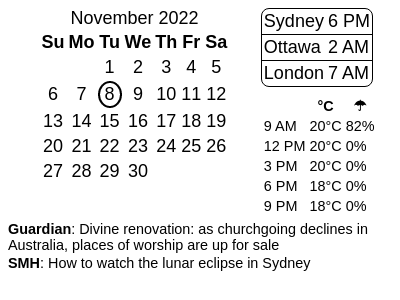 November 2022
Su Mo Tu We Th Fr Sa
1 2 3 4 5
6 7 8 9 10 11 12
13 14 15 16 17 18 19
20 21 22 23 24 25 26
27 28 29 30
Sydney 6 PM
Ottawa 2 AM
London 7 AM
°C ☂
9 AM 20°C 82%
12 PM 20°C 0%
3 PM 20°C 0%
6 PM 18°C 0%
9 PM 18°C 0%
Guardian: Divine renovation: as churchgoing declines in
Australia, places of worship are up for sale
SMH: How to watch the lunar eclipse in Sydney